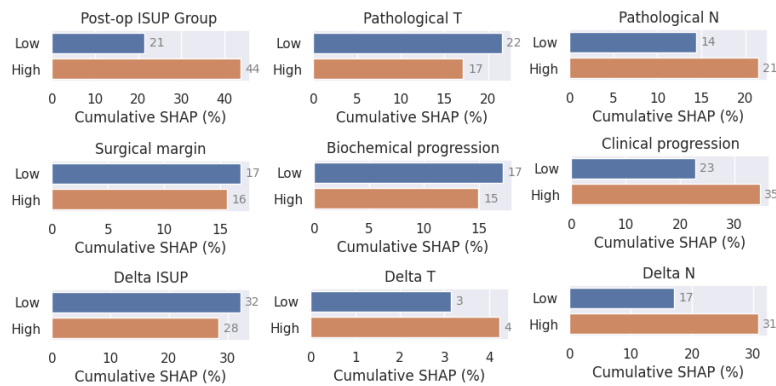 Post-op ISUP Group
Low 21
High 44
0 10 20 30 40
Cumulative SHAP (%)
Pathological T
Low 22
High 17
0 5 10 15 20
Cumulative SHAP (%)
Pathological N
Low 14
High 21
0 5 10 15 20
Cumulative SHAP (%)
Surgical margin
Low 17
High 16
0 5 10 15
Cumulative SHAP (%)
Biochemical progression
Low 17
High 15
0 5 10 15
Cumulative SHAP (%)
Clinical progression
Low 23
High 35
0 10 20 30
Cumulative SHAP (%)
Delta ISUP
Low 32
High 28
0 10 20 30
Cumulative SHAP (%)
Delta T
Low 3
High 4
0 1 2 3 4
Cumulative SHAP (%)
Delta N
Low 17
High 31
0 10 20 30
Cumulative SHAP (%)